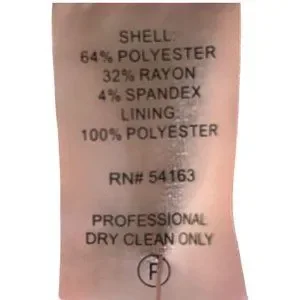 SHELL:
64% POLYESTER
32% RAYON
4% SPANDEX
LINING:
100% POLYESTER
RN# 54163
PROFESSIONAL
DRY CLEAN ONLY
F